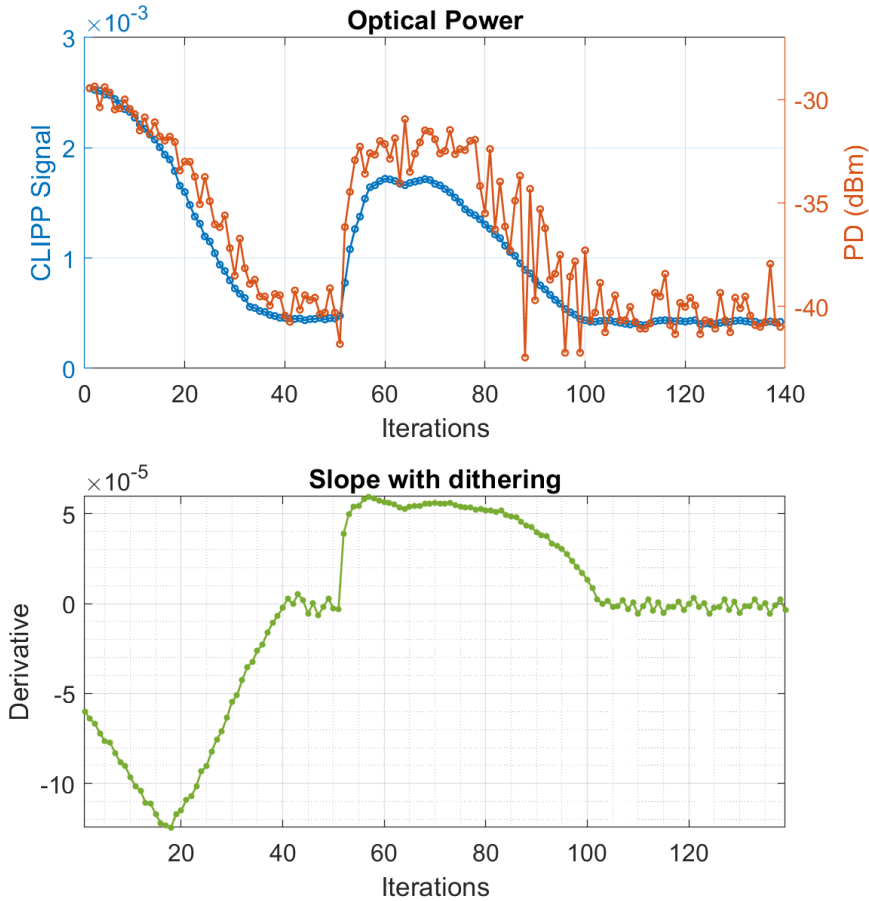 Optical Power
×10-3
3
2
1
0
CLIPP Signal
-30
-35
-40
PD (dBm)
0 20 40 60 80 100 120 140
Iterations
Slope with dithering
×10-5
5
0
-5
-10
Derivative
20 40 60 80 100 120
Iterations